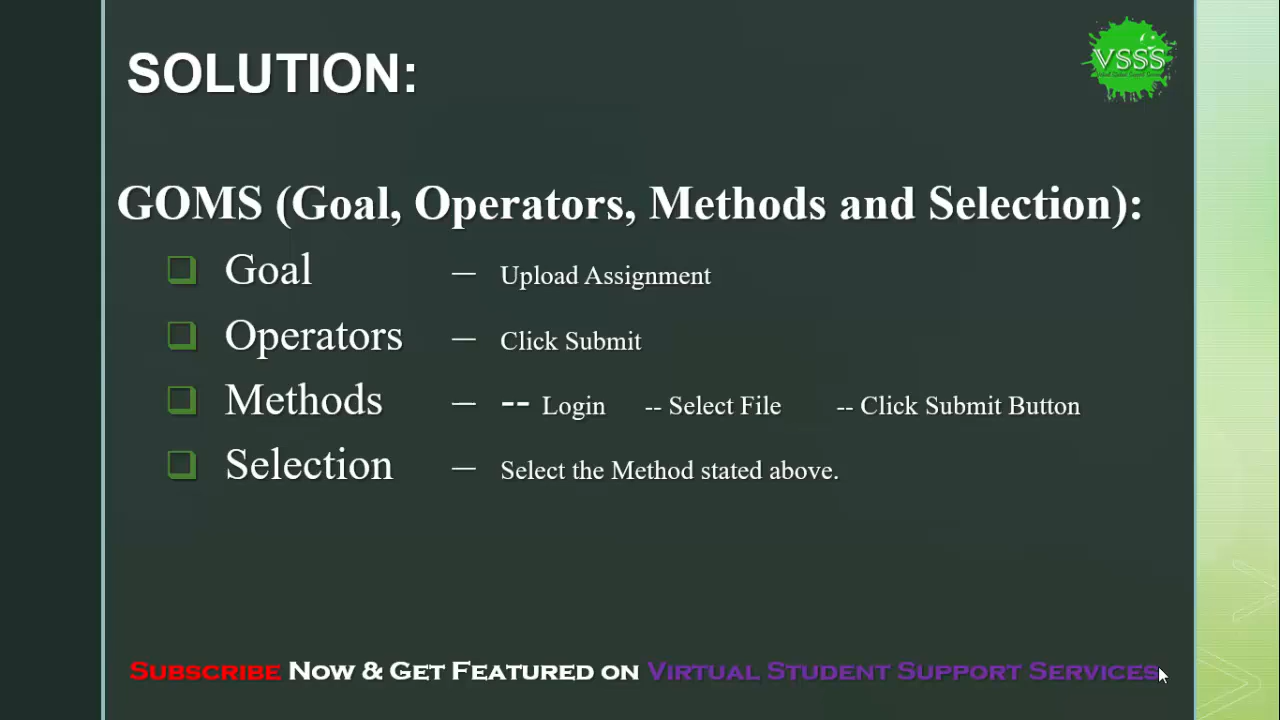 SOLUTION:
VSSS
GOMS (Goal, Operators, Methods and Selection):
Goal — Upload Assignment
Operators — Click Submit
Methods — -- Login -- Select File -- Click Submit Button
Selection — Select the Method stated above.
Subscribe Now & Get Featured on Virtual Student Support Services